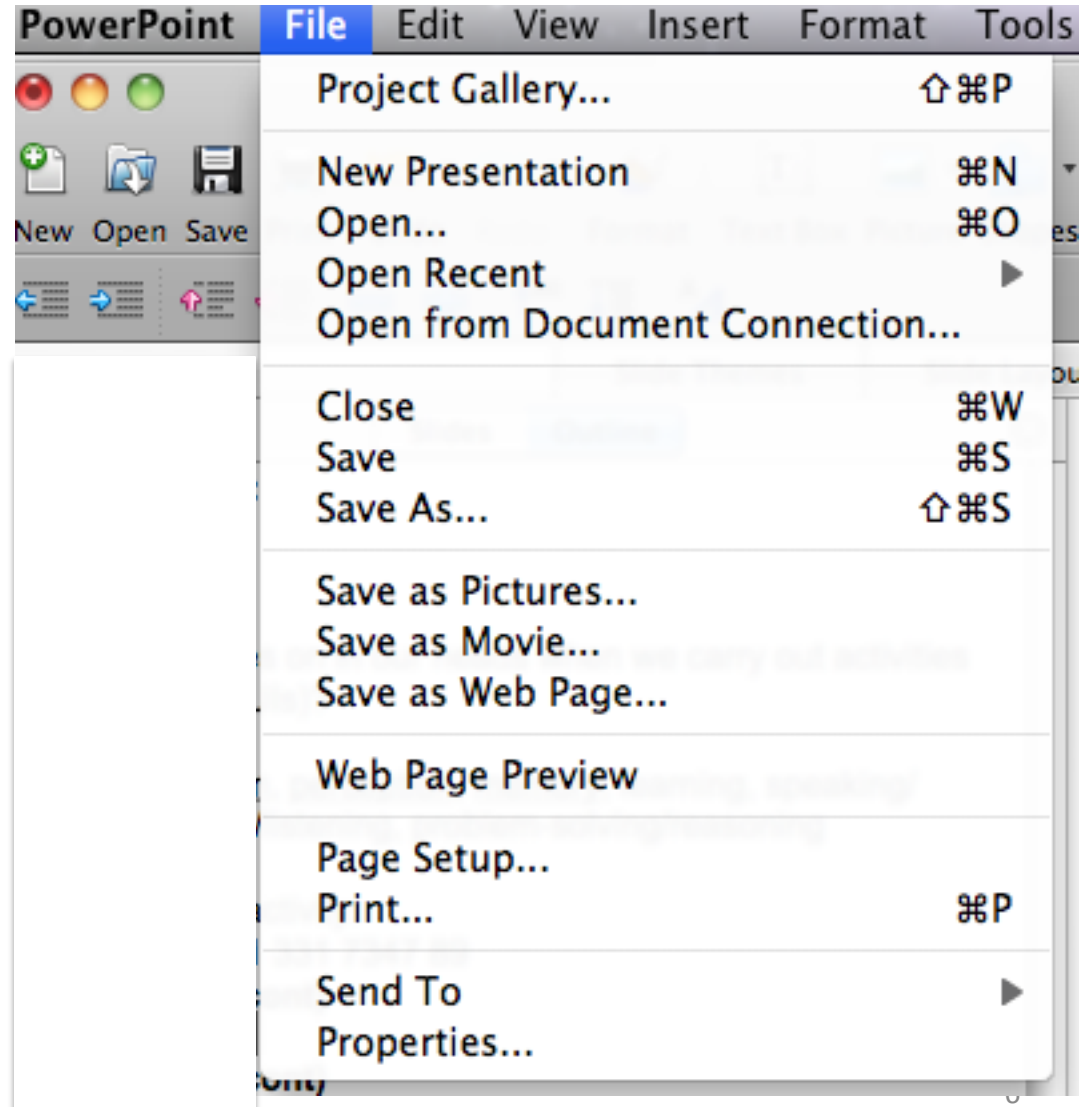 PowerPoint File Edit View Insert Format Tools
Project Gallery... ⇧⌘P
New Presentation ⌘N
New Open Save
Open... ⌘O
Open Recent ▶
Open from Document Connection...
Close ⌘W
Save ⌘S
Save As... ⇧⌘S
Save as Pictures...
Save as Movie...
Save as Web Page...
Web Page Preview
Page Setup...
Print... ⌘P
Send To ▶
Properties...